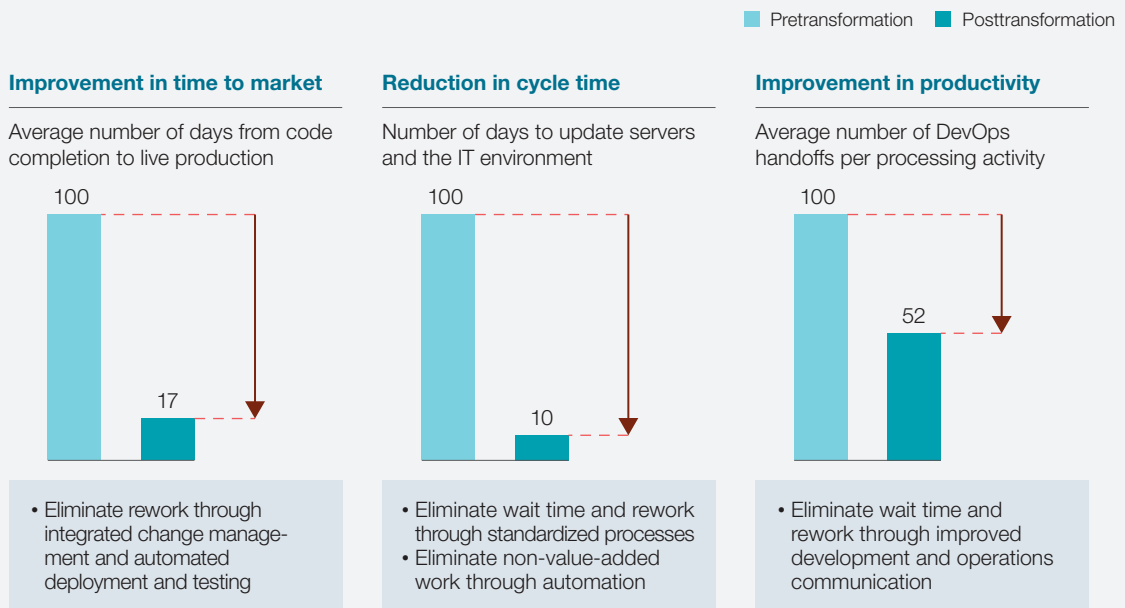 Pretransformation
Posttransformation
Improvement in time to market
Average number of days from code
completion to live production
100
17
• Eliminate rework through
integrated change manage-
ment and automated
deployment and testing
Reduction in cycle time
Number of days to update servers
and the IT environment
100
10
• Eliminate wait time and rework
through standardized processes
• Eliminate non-value-added
work through automation
Improvement in productivity
Average number of DevOps
handoffs per processing activity
100
52
• Eliminate wait time and
rework through improved
development and operations
communication